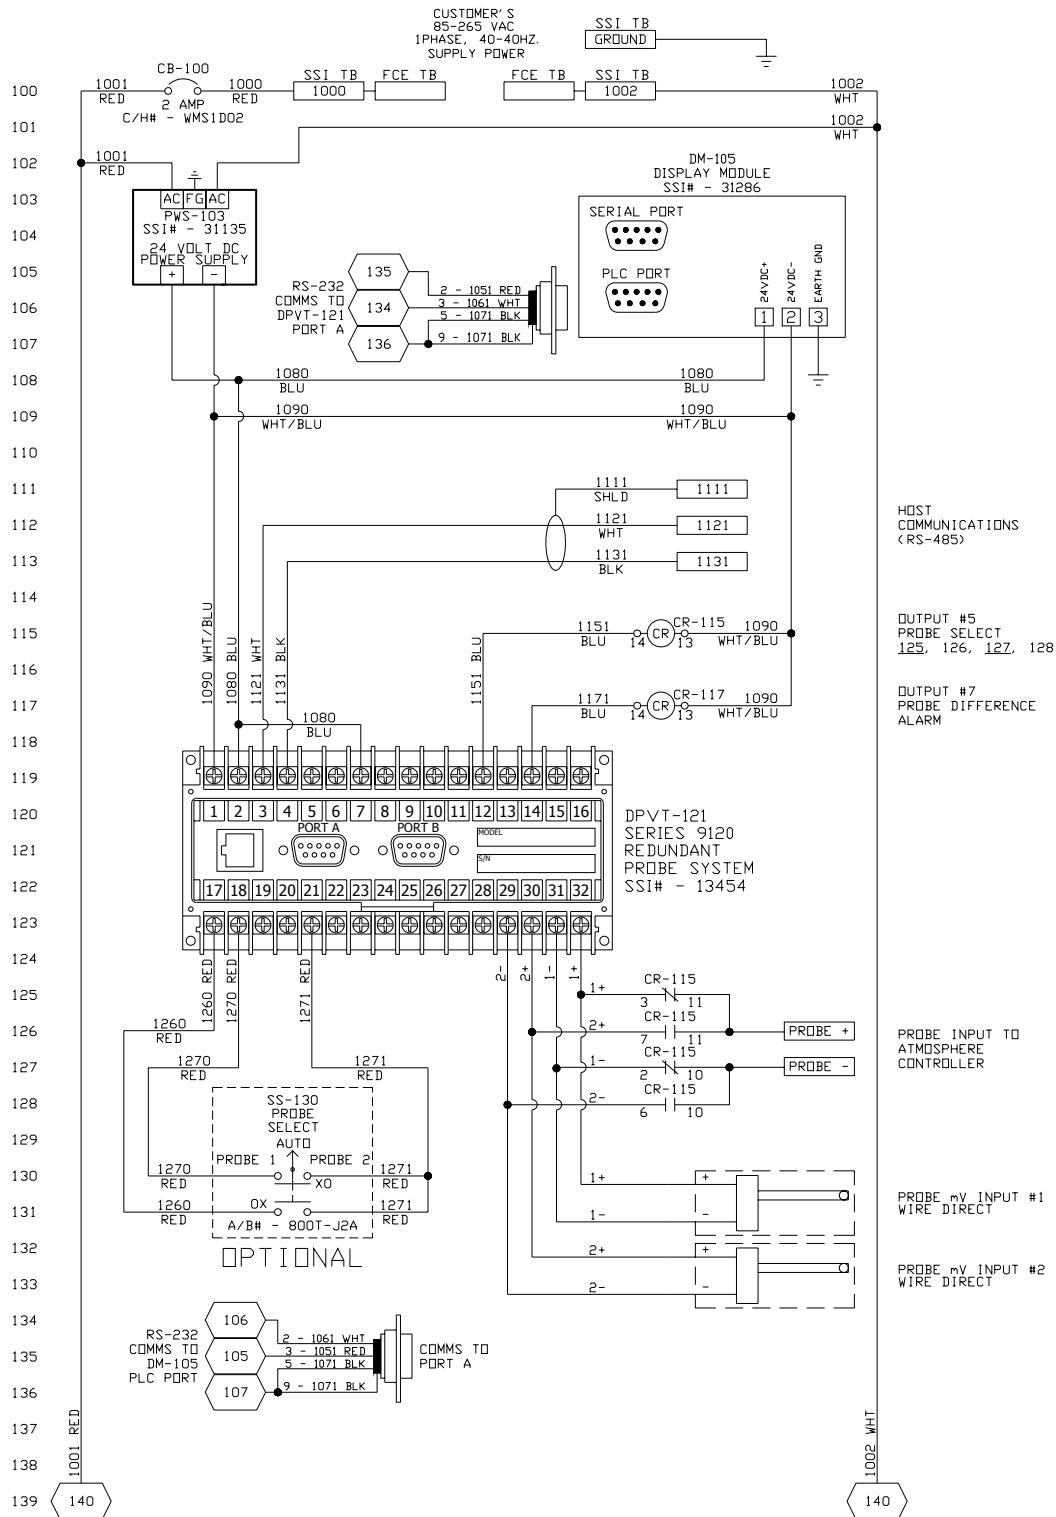 CUSTOMER'S
85-265 VAC
1PHASE, 40-40HZ.
SUPPLY POWER
SSI TB
GROUND
100
1001
RED
CB-100
2 AMP
C/H# - WMS1D02
1000
RED
SSI TB
1000
FCE TB
FCE TB
SSI TB
1002
1002
WHT
101
1002
WHT
102
1001
RED
103
AC FG AC
PWS-103
SSI# - 31135
24 VOLT DC
POWER SUPPLY
+ -
DM-105
DISPLAY MODULE
SSI# - 31286
SERIAL PORT
PLC PORT
24VDC+
24VDC-
EARTH GND
1 2 3
104
105
106
107
RS-232
COMMS TO
DPVT-121
PORT A
135
134
136
2 - 1051 RED
3 - 1061 WHT
5 - 1071 BLK
9 - 1071 BLK
108
1080
BLU
1080
BLU
109
1090
WHT/BLU
1090
WHT/BLU
110
111
1111
SHLD
1111
112
1121
WHT
1121
113
1131
BLK
1131
HOST
COMMUNICATIONS
(RS-485)
114
115
1151
BLU
14
CR
CR-115
13
1090
WHT/BLU
OUTPUT #5
PROBE SELECT
125, 126, 127, 128
116
1090 WHT/BLU
1080 BLU
1121 WHT
1131 BLK
1151 BLU
117
1171
BLU
14
CR
CR-117
13
1090
WHT/BLU
OUTPUT #7
PROBE DIFFERENCE
ALARM
1080
BLU
118
119
120
1 2 3 4 5 6 7 8 9 10 11 12 13 14 15 16
PORT A
PORT B
MODEL
S/N
121
122
17 18 19 20 21 22 23 24 25 26 27 28 29 30 31 32
DPVT-121
SERIES 9120
REDUNDANT
PROBE SYSTEM
SSI# - 13454
123
124
1260 RED
1270 RED
1271 RED
2-
2+
1-
1+
125
1+
CR-115
3 11
126
1260
RED
2+
CR-115
7 11
PROBE +
127
1270
RED
1271
RED
1-
CR-115
2 10
PROBE -
PROBE INPUT TO
ATMOSPHERE
CONTROLLER
128
2-
CR-115
6 10
129
SS-130
PROBE
SELECT
AUTO
PROBE 1
PROBE 2
130
1270
RED
XO
1271
RED
1+
+
131
1260
RED
OX
1271
RED
A/B# - 800T-J2A
1-
-
PROBE mV INPUT #1
WIRE DIRECT
132
OPTIONAL
2+
+
133
2-
-
PROBE mV INPUT #2
WIRE DIRECT
134
135
136
RS-232
COMMS TO
DM-105
PLC PORT
106
105
107
2 - 1061 WHT
3 - 1051 RED
5 - 1071 BLK
9 - 1071 BLK
COMMS TO
PORT A
137
1001 RED
1002 WHT
138
139
140
140